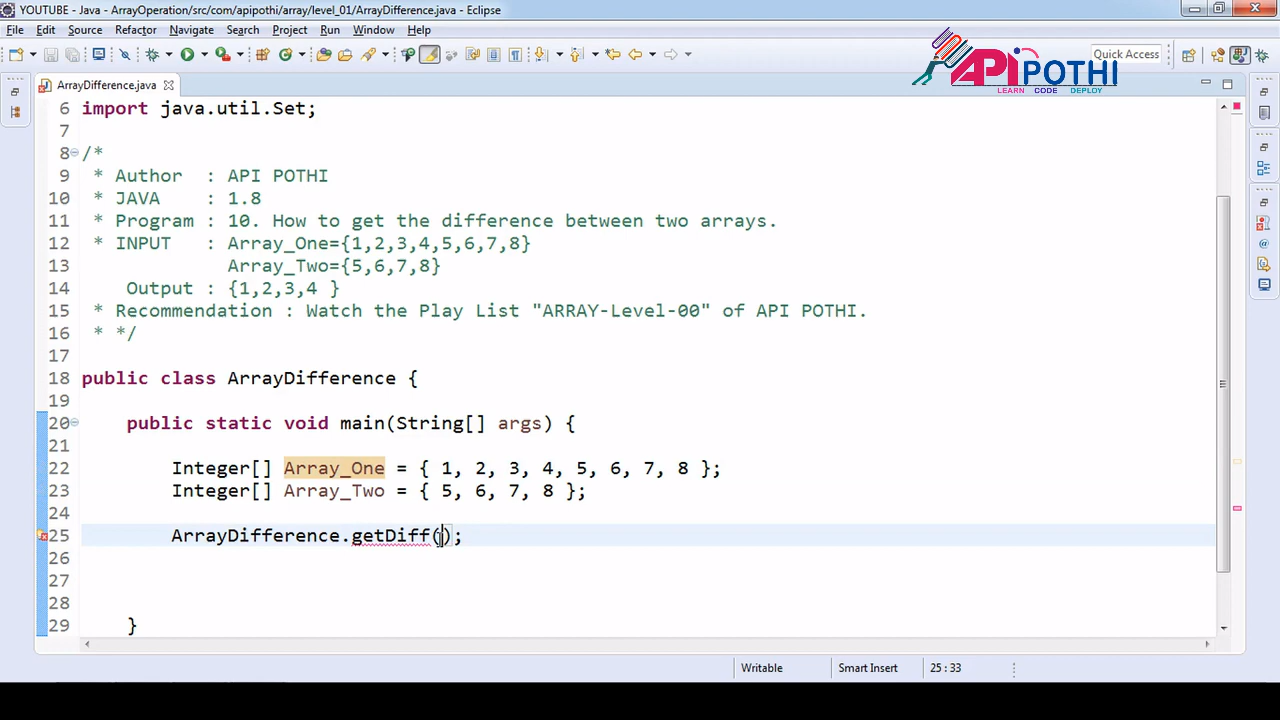 YOUTUBE - Java - ArrayOperation/src/com/apipothi/array/level_01/ArrayDifference.java - Eclipse
File Edit Source Refactor Navigate Search Project Run Window Help
Quick Access
APIPOTHI
LEARN CODE DEPLOY
ArrayDifference.java
6 import java.util.Set;
7
8 /*
9 * Author : API POTHI
10 * JAVA : 1.8
11 * Program : 10. How to get the difference between two arrays.
12 * INPUT : Array_One={1,2,3,4,5,6,7,8}
13 Array_Two={5,6,7,8}
14 Output : {1,2,3,4 }
15 * Recommendation : Watch the Play List "ARRAY-Level-00" of API POTHI.
16 * */
17
18 public class ArrayDifference {
19
20 public static void main(String[] args) {
21
22 Integer[] Array_One = { 1, 2, 3, 4, 5, 6, 7, 8 };
23 Integer[] Array_Two = { 5, 6, 7, 8 };
24
25 ArrayDifference.getDiff();
26
27
28
29 }
Writable Smart Insert 25 : 33